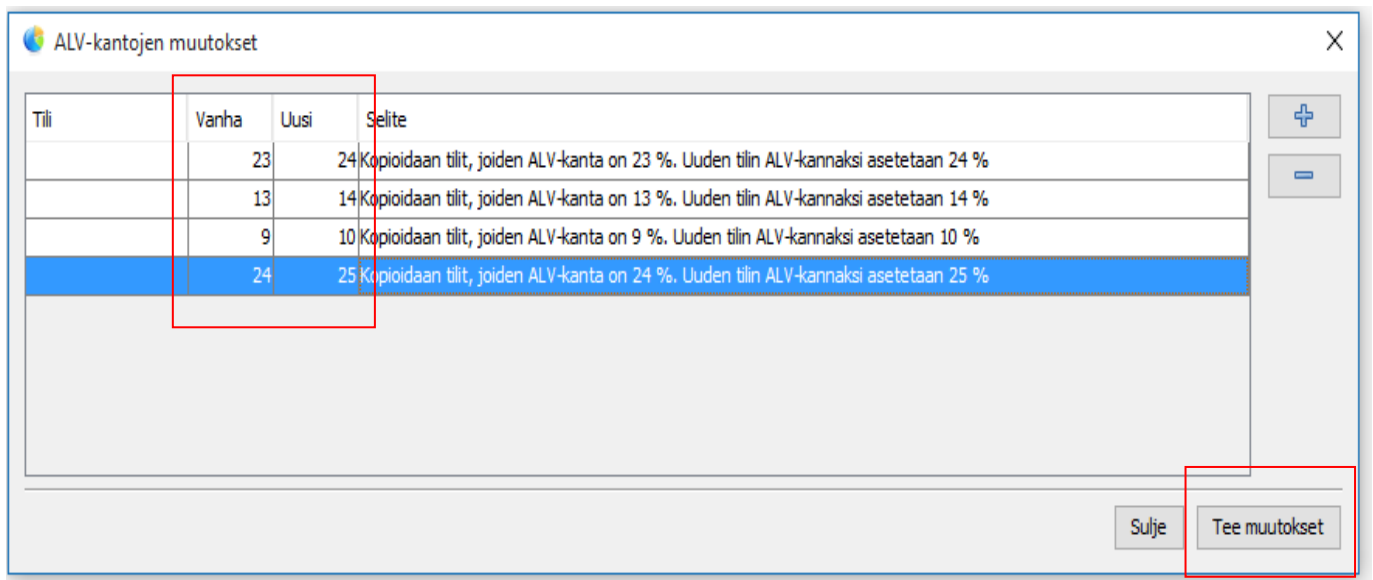 ALV-kantojen muutokset
Tili Vanha Uusi Selite
23 24 Kopioidaan tilit, joiden ALV-kanta on 23 %. Uuden tilin ALV-kannaksi asetetaan 24 %
13 14 Kopioidaan tilit, joiden ALV-kanta on 13 %. Uuden tilin ALV-kannaksi asetetaan 14 %
9 10 Kopioidaan tilit, joiden ALV-kanta on 9 %. Uuden tilin ALV-kannaksi asetetaan 10 %
24 25 Kopioidaan tilit, joiden ALV-kanta on 24 %. Uuden tilin ALV-kannaksi asetetaan 25 %
Sulje Tee muutokset